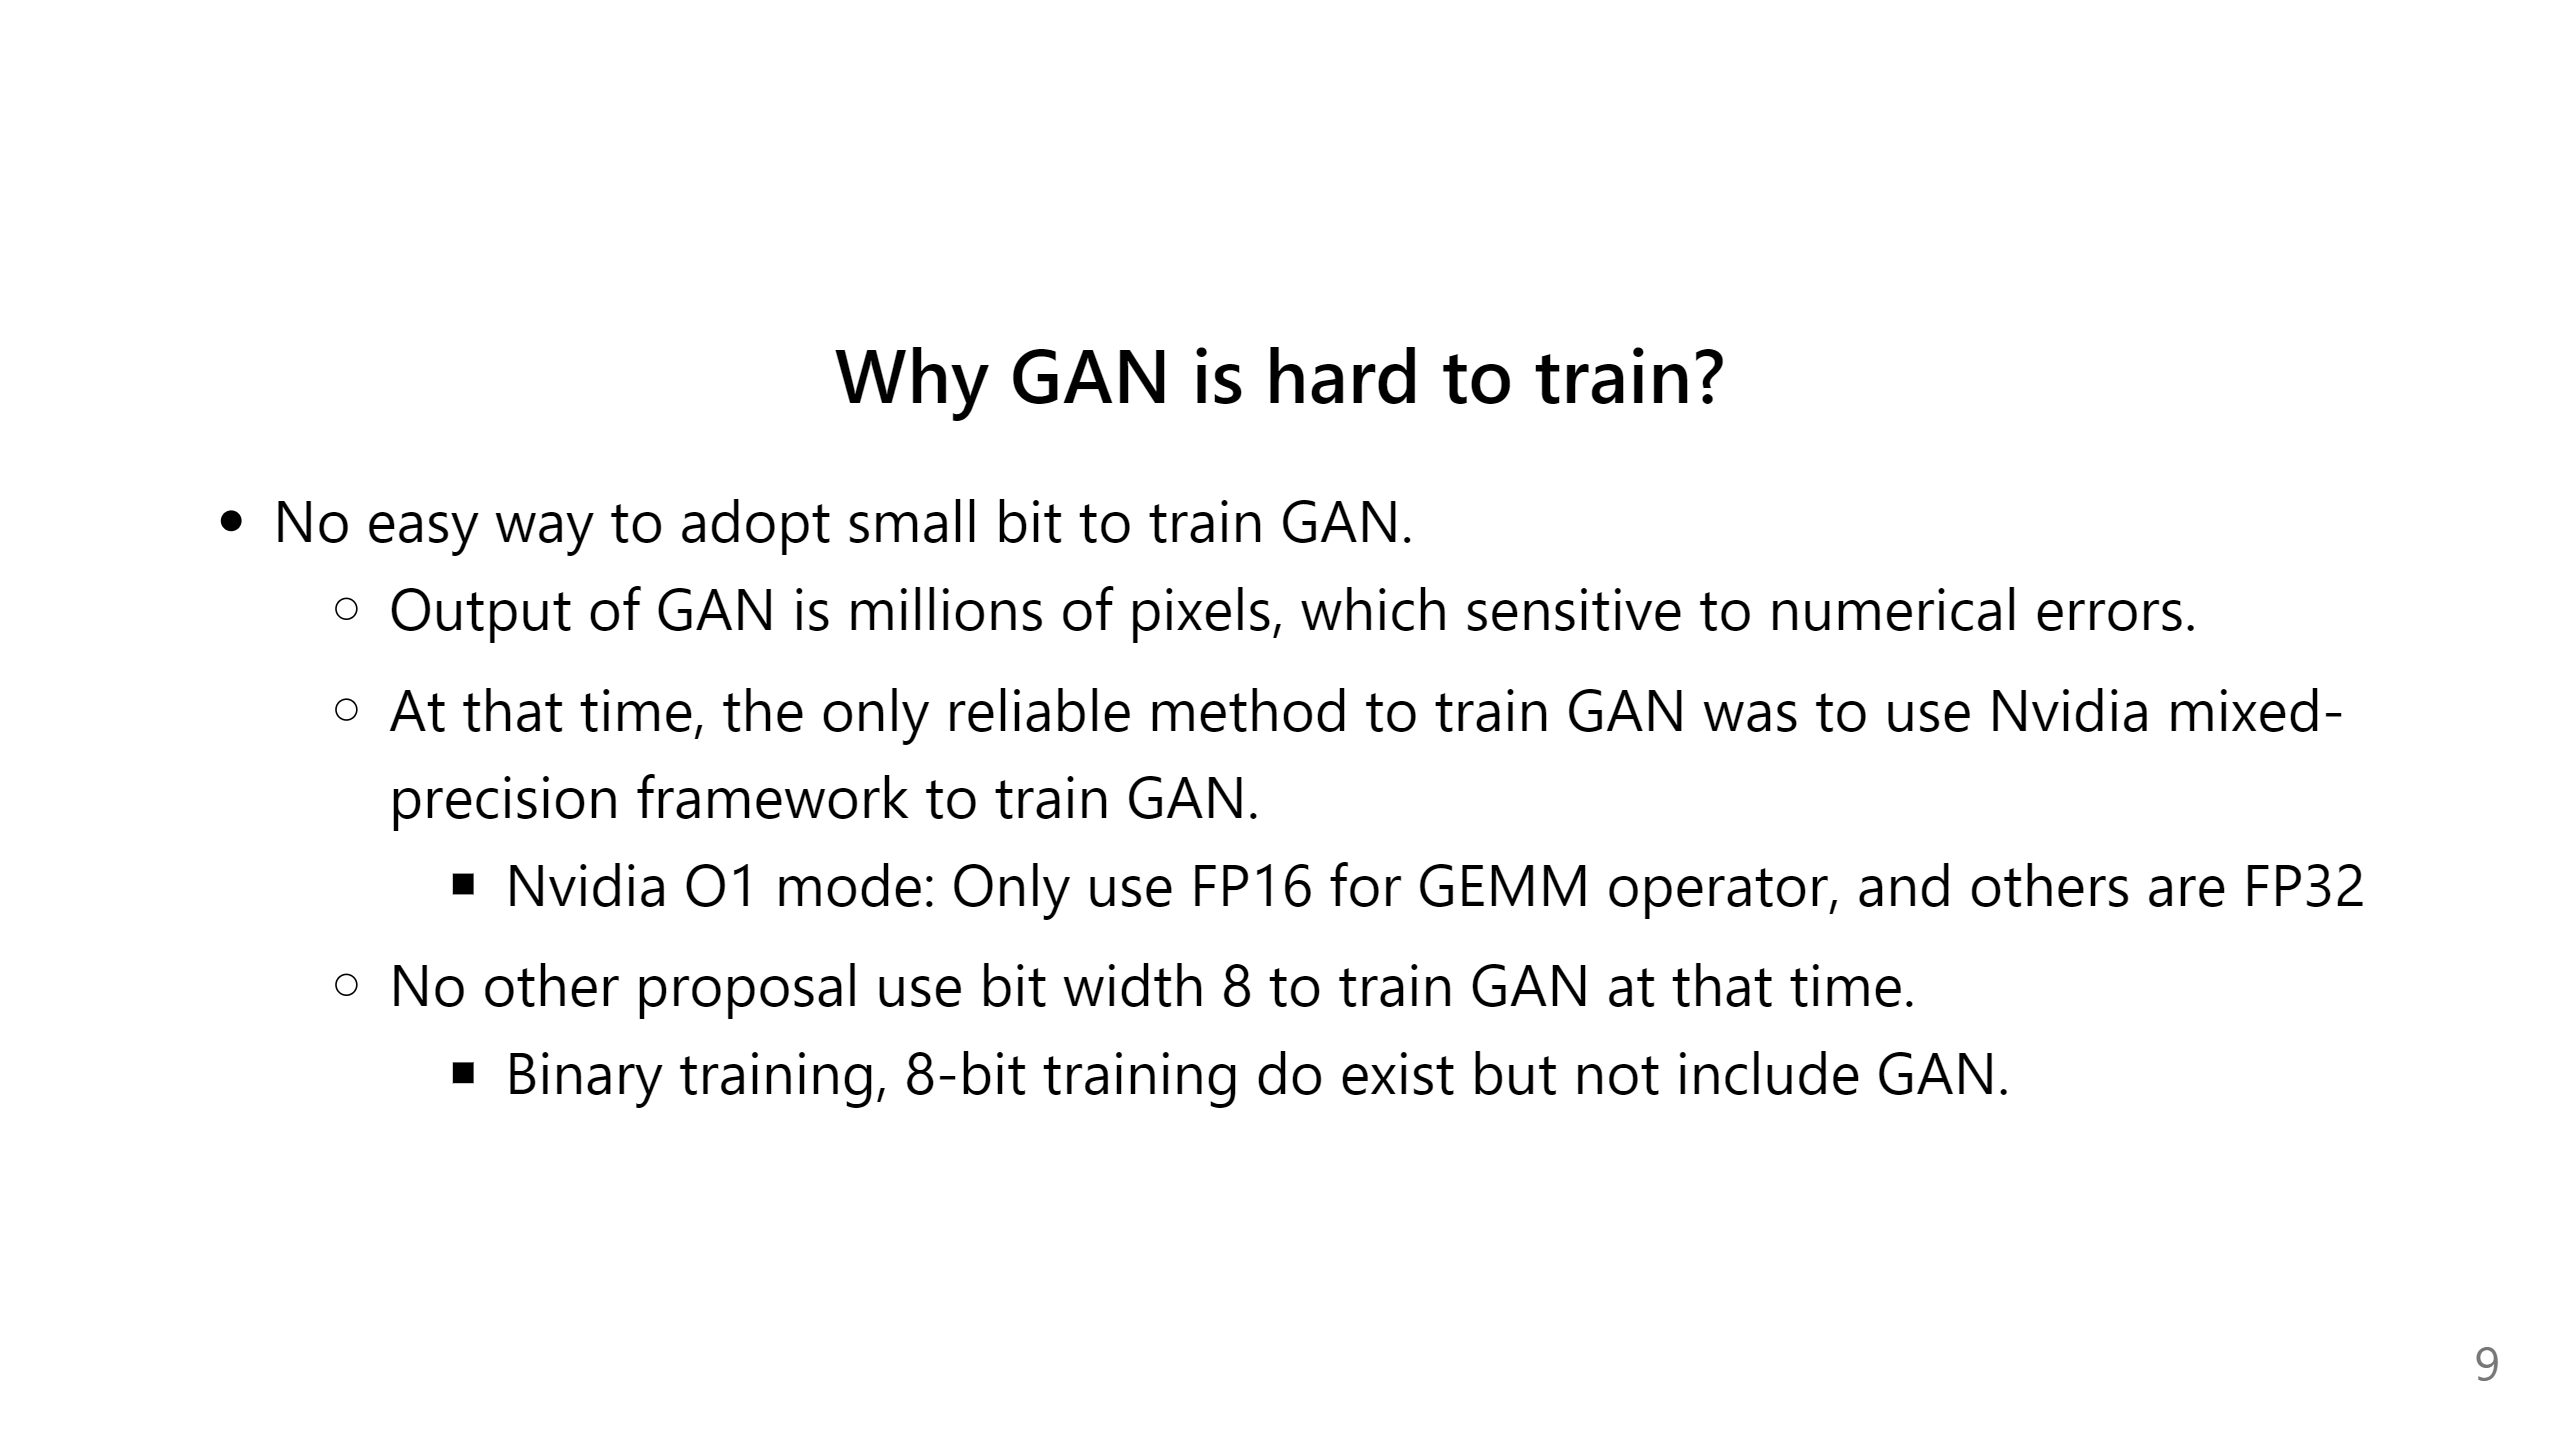 Why GAN is hard to train?
• No easy way to adopt small bit to train GAN.
○ Output of GAN is millions of pixels, which sensitive to numerical errors.
○ At that time, the only reliable method to train GAN was to use Nvidia mixed-
precision framework to train GAN.
■ Nvidia O1 mode: Only use FP16 for GEMM operator, and others are FP32
○ No other proposal use bit width 8 to train GAN at that time.
■ Binary training, 8-bit training do exist but not include GAN.
9